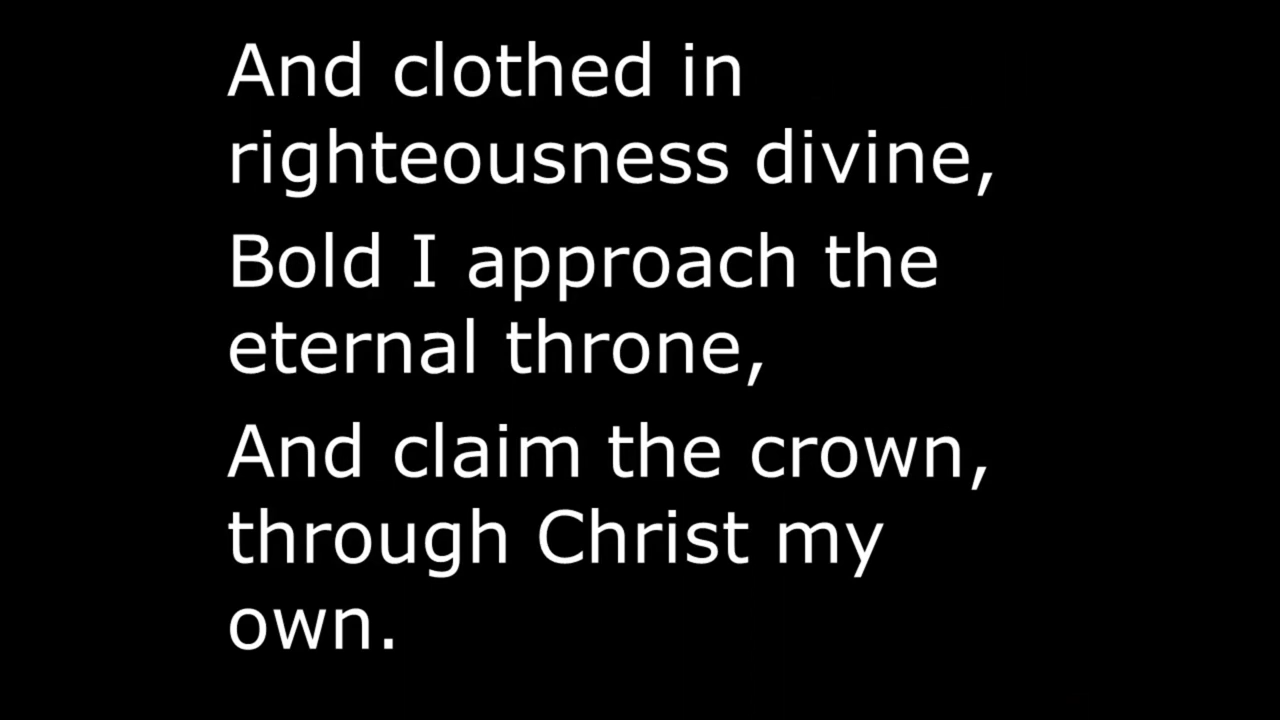 And clothed in
righteousness divine,
Bold I approach the
eternal throne,
And claim the crown,
through Christ my
own.